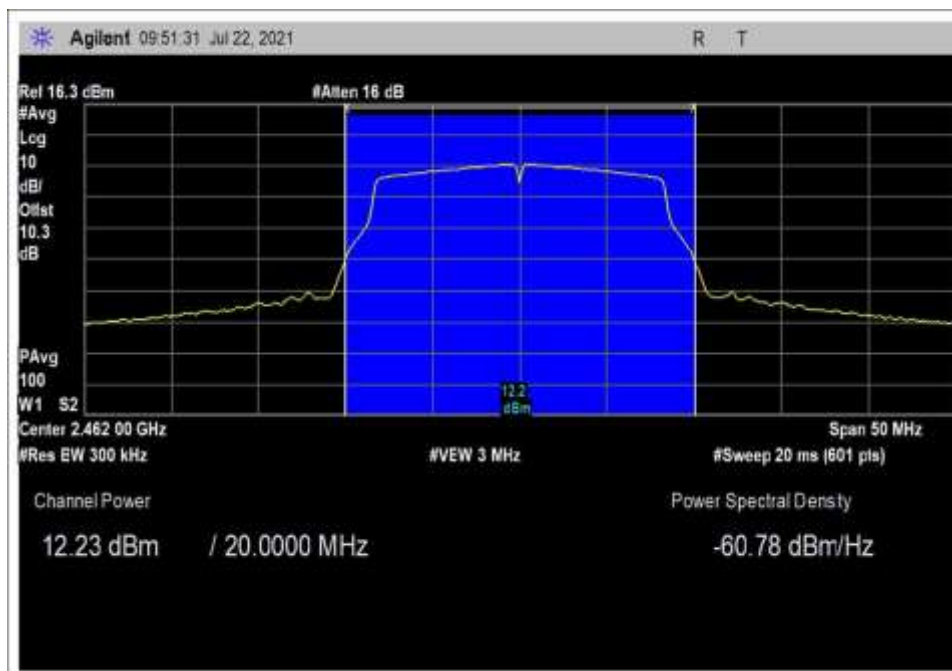 Agilent 09:51:31 Jul 22, 2021 R T
Ref 16.3 dBm #Atten 16 dB
#Avg
Log
10
dB/
Offst
10.3
dB
PAvg
100
W1 S2
12.2
dBm
Center 2.462 00 GHz Span 50 MHz
#Res BW 300 kHz #VBW 3 MHz #Sweep 20 ms (601 pts)
Channel Power Power Spectral Density
12.23 dBm / 20.0000 MHz -60.78 dBm/Hz